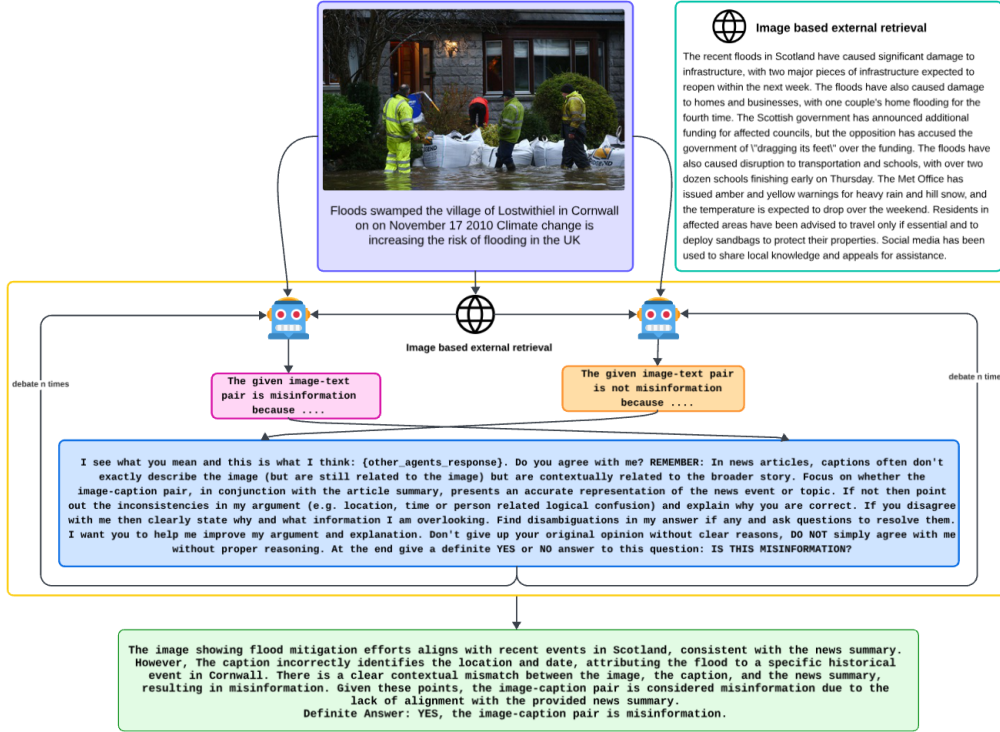 Image based external retrieval
The recent floods in Scotland have caused significant damage to
infrastructure, with two major pieces of infrastructure expected to
reopen within the next week. The floods have also caused damage
to homes and businesses, with one couple's home flooding for the
fourth time. The Scottish government has announced additional
funding for affected councils, but the opposition has accused the
government of \"dragging its feet\" over the funding. The floods have
also caused disruption to transportation and schools, with over two
dozen schools finishing early on Thursday. The Met Office has
issued amber and yellow warnings for heavy rain and hill snow, and
the temperature is expected to drop over the weekend. Residents in
affected areas have been advised to travel only if essential and to
deploy sandbags to protect their properties. Social media has been
used to share local knowledge and appeals for assistance.
Floods swamped the village of Lostwithiel in Cornwall
on on November 17 2010 Climate change is
increasing the risk of flooding in the UK
Image based external retrieval
debate n times
debate n time
The given image-text
pair is misinformation
because ....
The given image-text pair
is not misinformation
because ....
I see what you mean and this is what I think: {other_agents_response}. Do you agree with me? REMEMBER: In news articles, captions often don't
exactly describe the image (but are still related to the image) but are contextually related to the broader story. Focus on whether the
image-caption pair, in conjunction with the article summary, presents an accurate representation of the news event or topic. If not then point
out the inconsistencies in my argument (e.g. location, time or person related logical confusion) and explain why you are correct. If you disagree
with me then clearly state why and what information I am overlooking. Find disambiguations in my answer if any and ask questions to resolve them.
I want you to help me improve my argument and explanation. Don't give up your original opinion without clear reasons, DO NOT simply agree with me
without proper reasoning. At the end give a definite YES or NO answer to this question: IS THIS MISINFORMATION?
The image showing flood mitigation efforts aligns with recent events in Scotland, consistent with the news summary.
However, The caption incorrectly identifies the location and date, attributing the flood to a specific historical
event in Cornwall. There is a clear contextual mismatch between the image, the caption, and the news summary,
resulting in misinformation. Given these points, the image-caption pair is considered misinformation due to the
lack of alignment with the provided news summary.
Definite Answer: YES, the image-caption pair is misinformation.